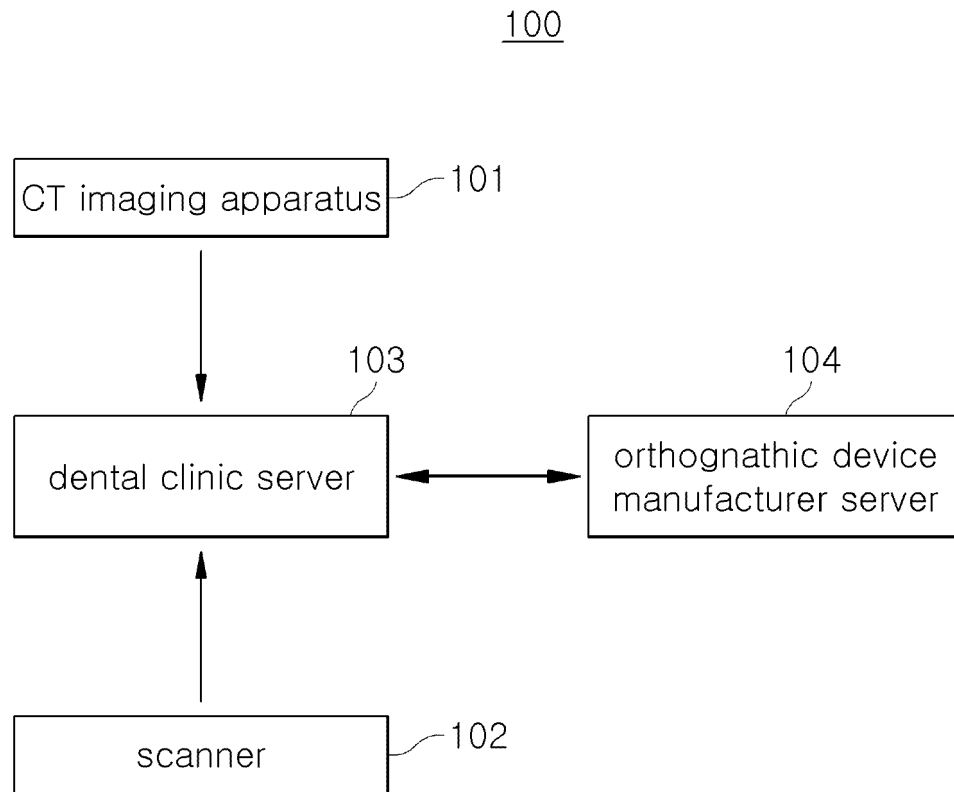 100
CT imaging apparatus
101
103
dental clinic server
104
orthognathic device
manufacturer server
scanner
102